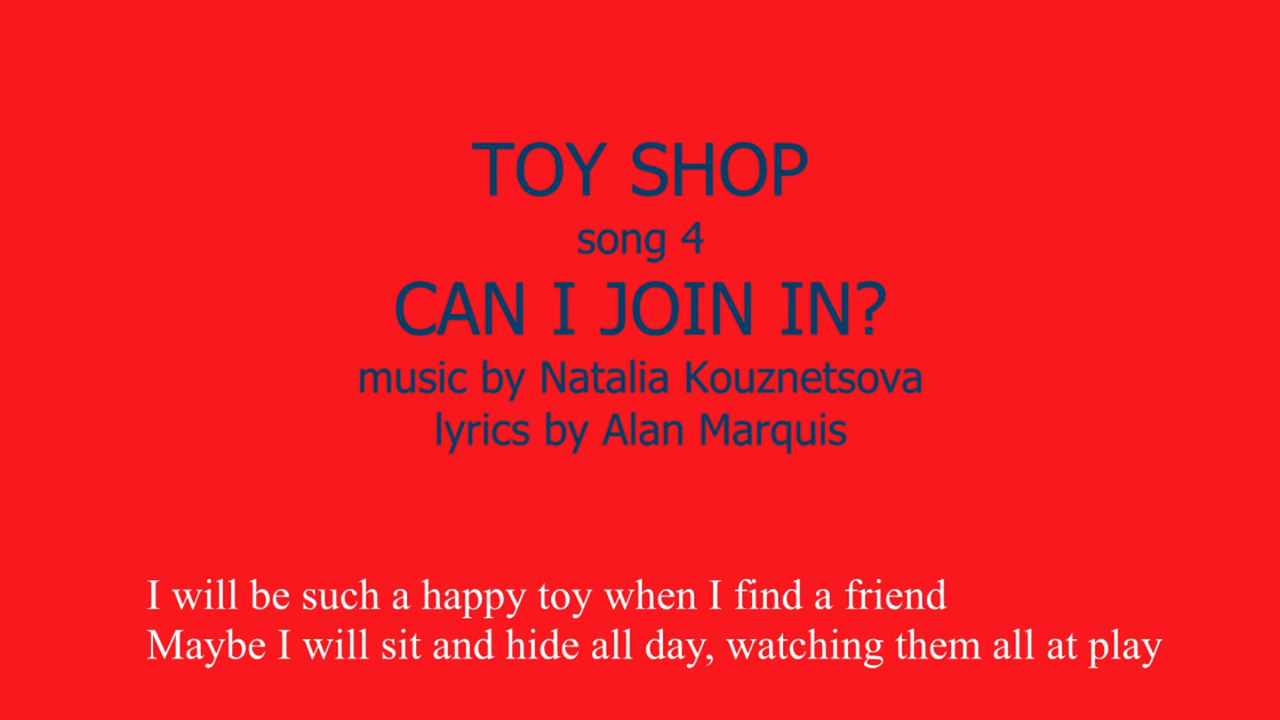 TOY SHOP
song 4
CAN I JOIN IN?
music by Natalia Kouznetsova
lyrics by Alan Marquis
I will be such a happy toy when I find a friend
Maybe I will sit and hide all day, watching them all at play